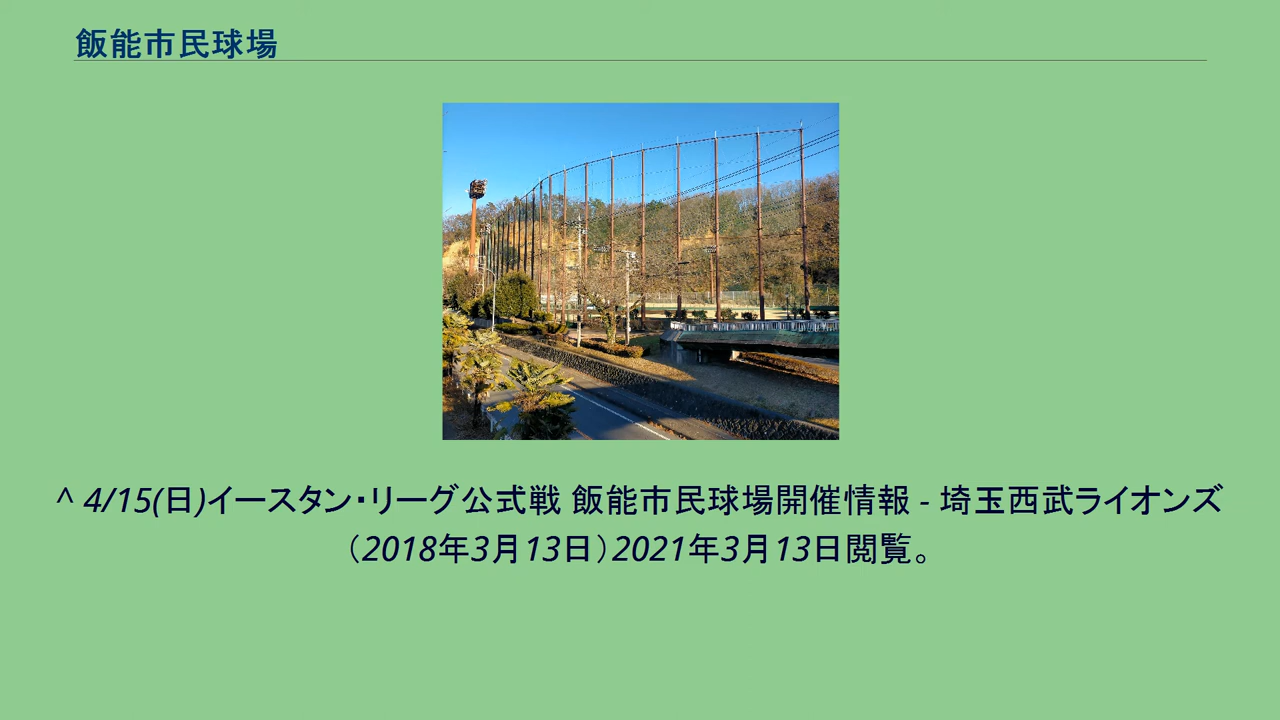 飯能市民球場
^ 4/15(日)イースタン・リーグ公式戦 飯能市民球場開催情報 - 埼玉西武ライオンズ
（2018年3月13日）2021年3月13日閲覧。